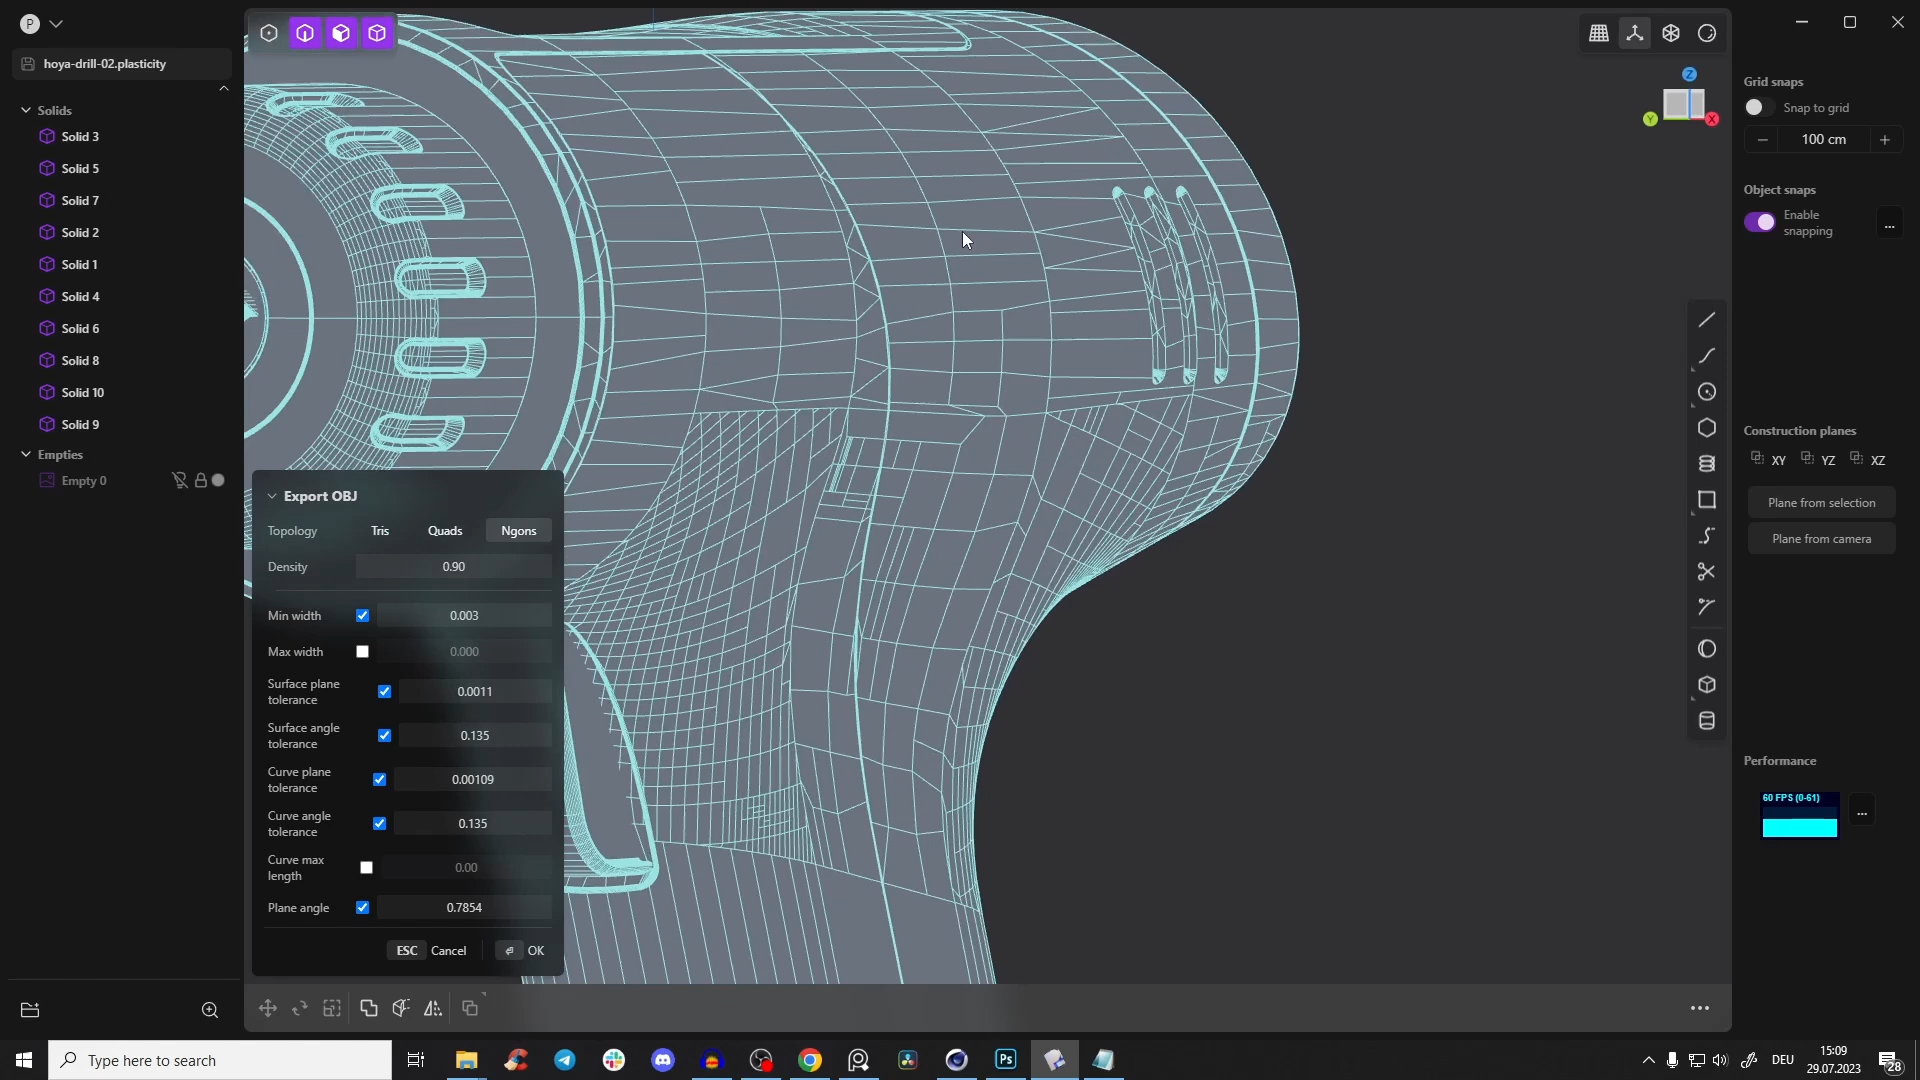 P
hoya-drill-02.plasticity
Solids
Solid 3
Solid 5
Solid 7
Solid 2
Solid 1
Solid 4
Solid 6
Solid 8
Solid 10
Solid 9
Empties
Empty 0
Export OBJ
Topology Tris Quads Ngons
Density 0.90
Min width 0.003
Max width 0.000
Surface plane
tolerance 0.0011
Surface angle
tolerance 0.135
Curve plane
tolerance 0.00109
Curve angle
tolerance 0.135
Curve max
length 0.00
Plane angle 0.7854
ESC Cancel OK
Z
Y X
Grid snaps
Snap to grid
− 100 cm +
Object snaps
Enable
snapping ...
Construction planes
XY YZ XZ
Plane from selection
Plane from camera
Performance
60 FPS (0-61)
...
Type here to search
Ps
DEU
15:09
29.07.2023
28